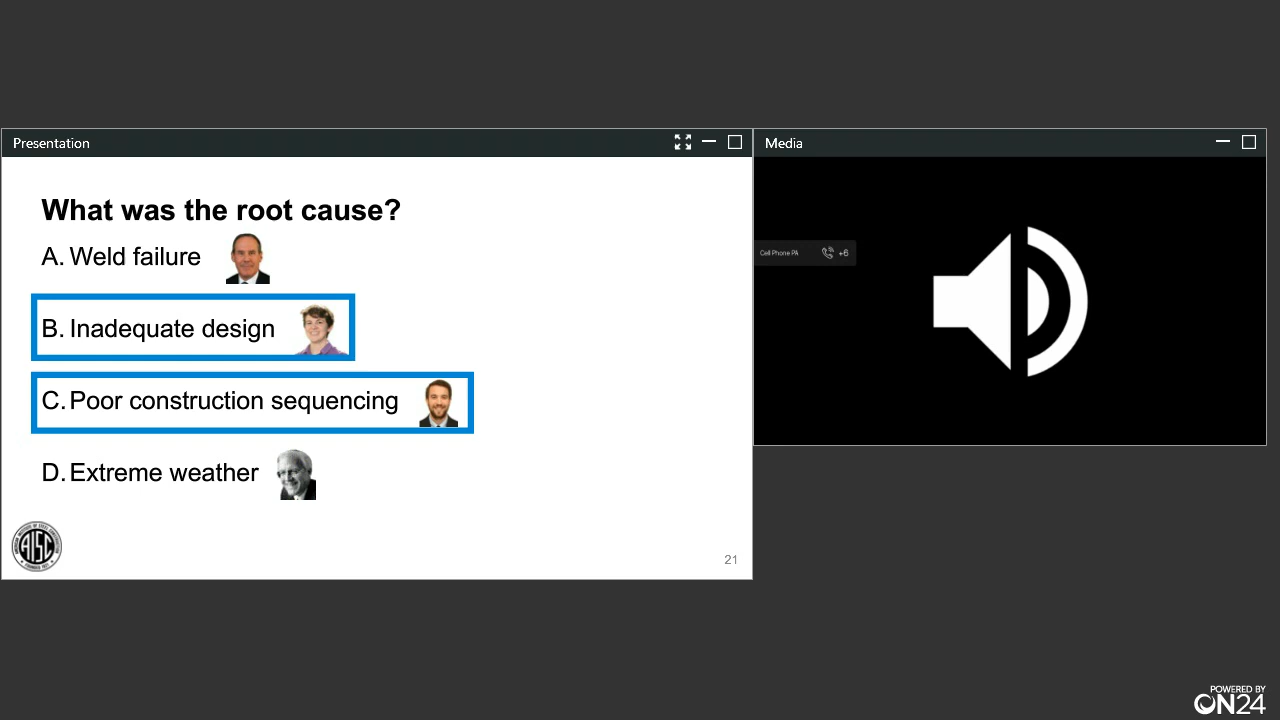 Presentation
Media
What was the root cause?
A. Weld failure
B. Inadequate design
C. Poor construction sequencing
D. Extreme weather
Cell Phone PA
+6
AISC
21
POWERED BY
ON24